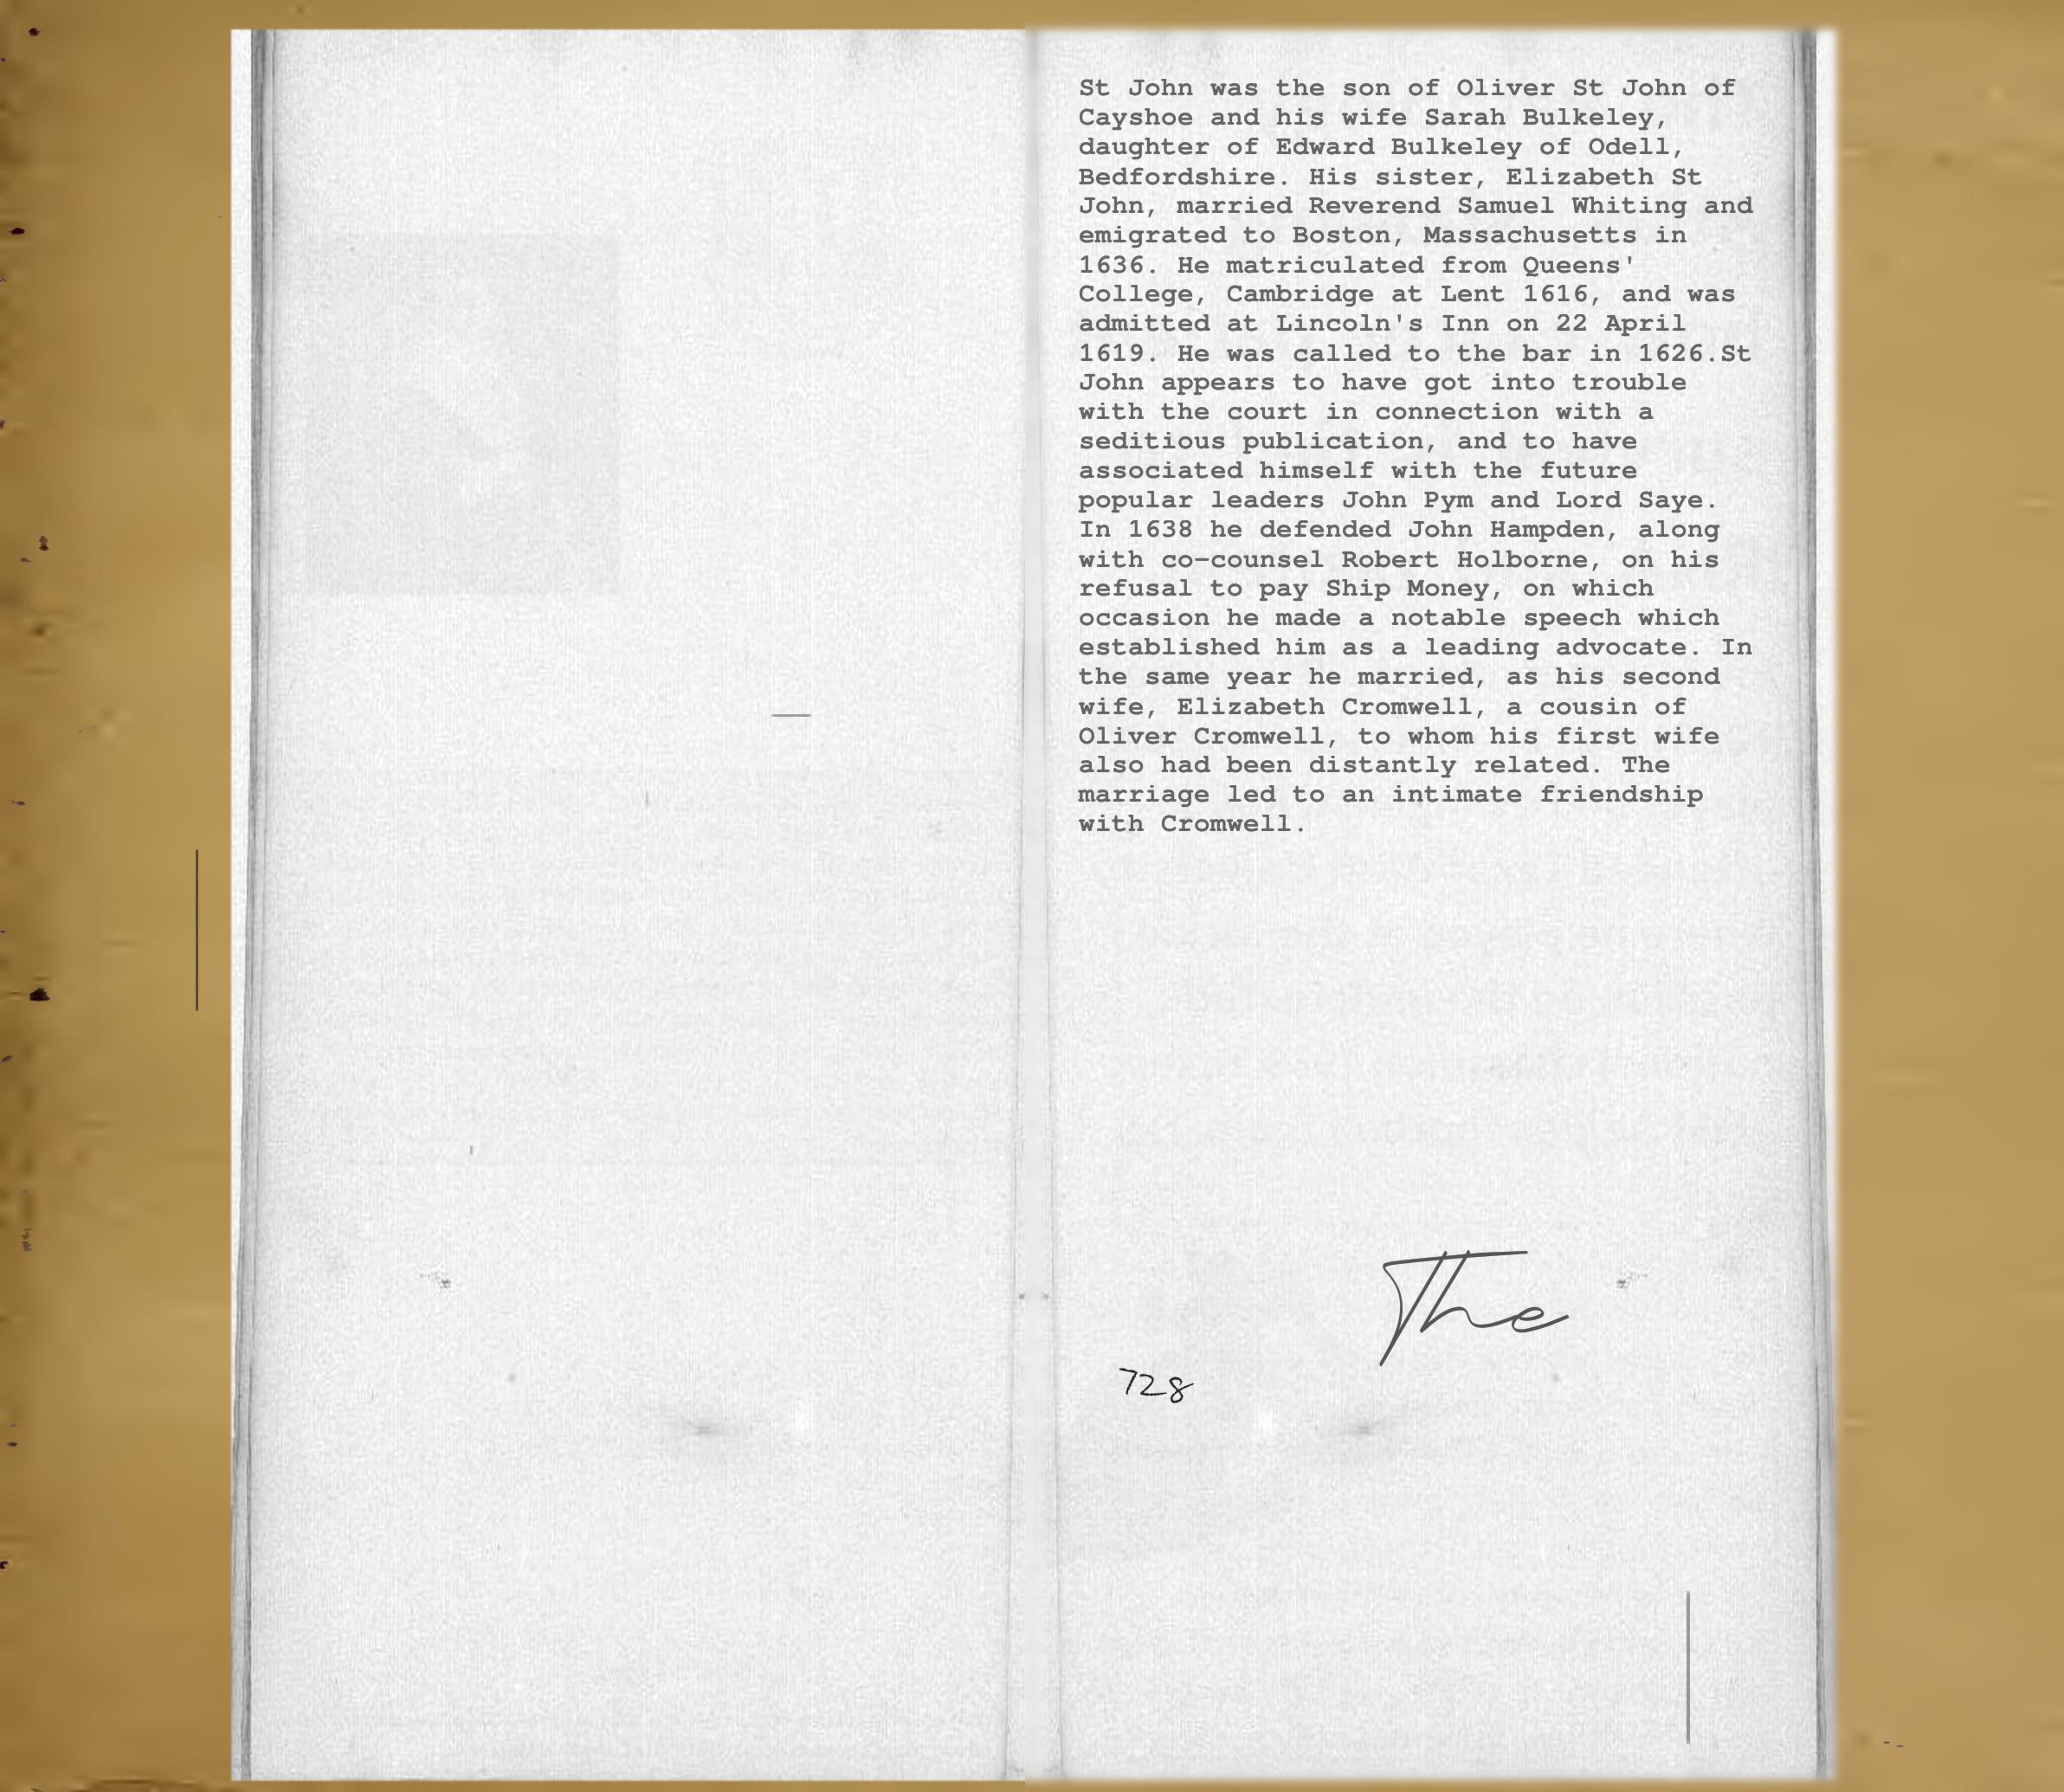 St John was the son of Oliver St John of
Cayshoe and his wife Sarah Bulkeley,
daughter of Edward Bulkeley of Odell,
Bedfordshire. His sister, Elizabeth St
John, married Reverend Samuel Whiting and
emigrated to Boston, Massachusetts in
1636. He matriculated from Queens'
College, Cambridge at Lent 1616, and was
admitted at Lincoln's Inn on 22 April
1619. He was called to the bar in 1626.St
John appears to have got into trouble
with the court in connection with a
seditious publication, and to have
associated himself with the future
popular leaders John Pym and Lord Saye.
In 1638 he defended John Hampden, along
with co-counsel Robert Holborne, on his
refusal to pay Ship Money, on which
occasion he made a notable speech which
established him as a leading advocate. In
the same year he married, as his second
wife, Elizabeth Cromwell, a cousin of
Oliver Cromwell, to whom his first wife
also had been distantly related. The
marriage led to an intimate friendship
with Cromwell.
The
728